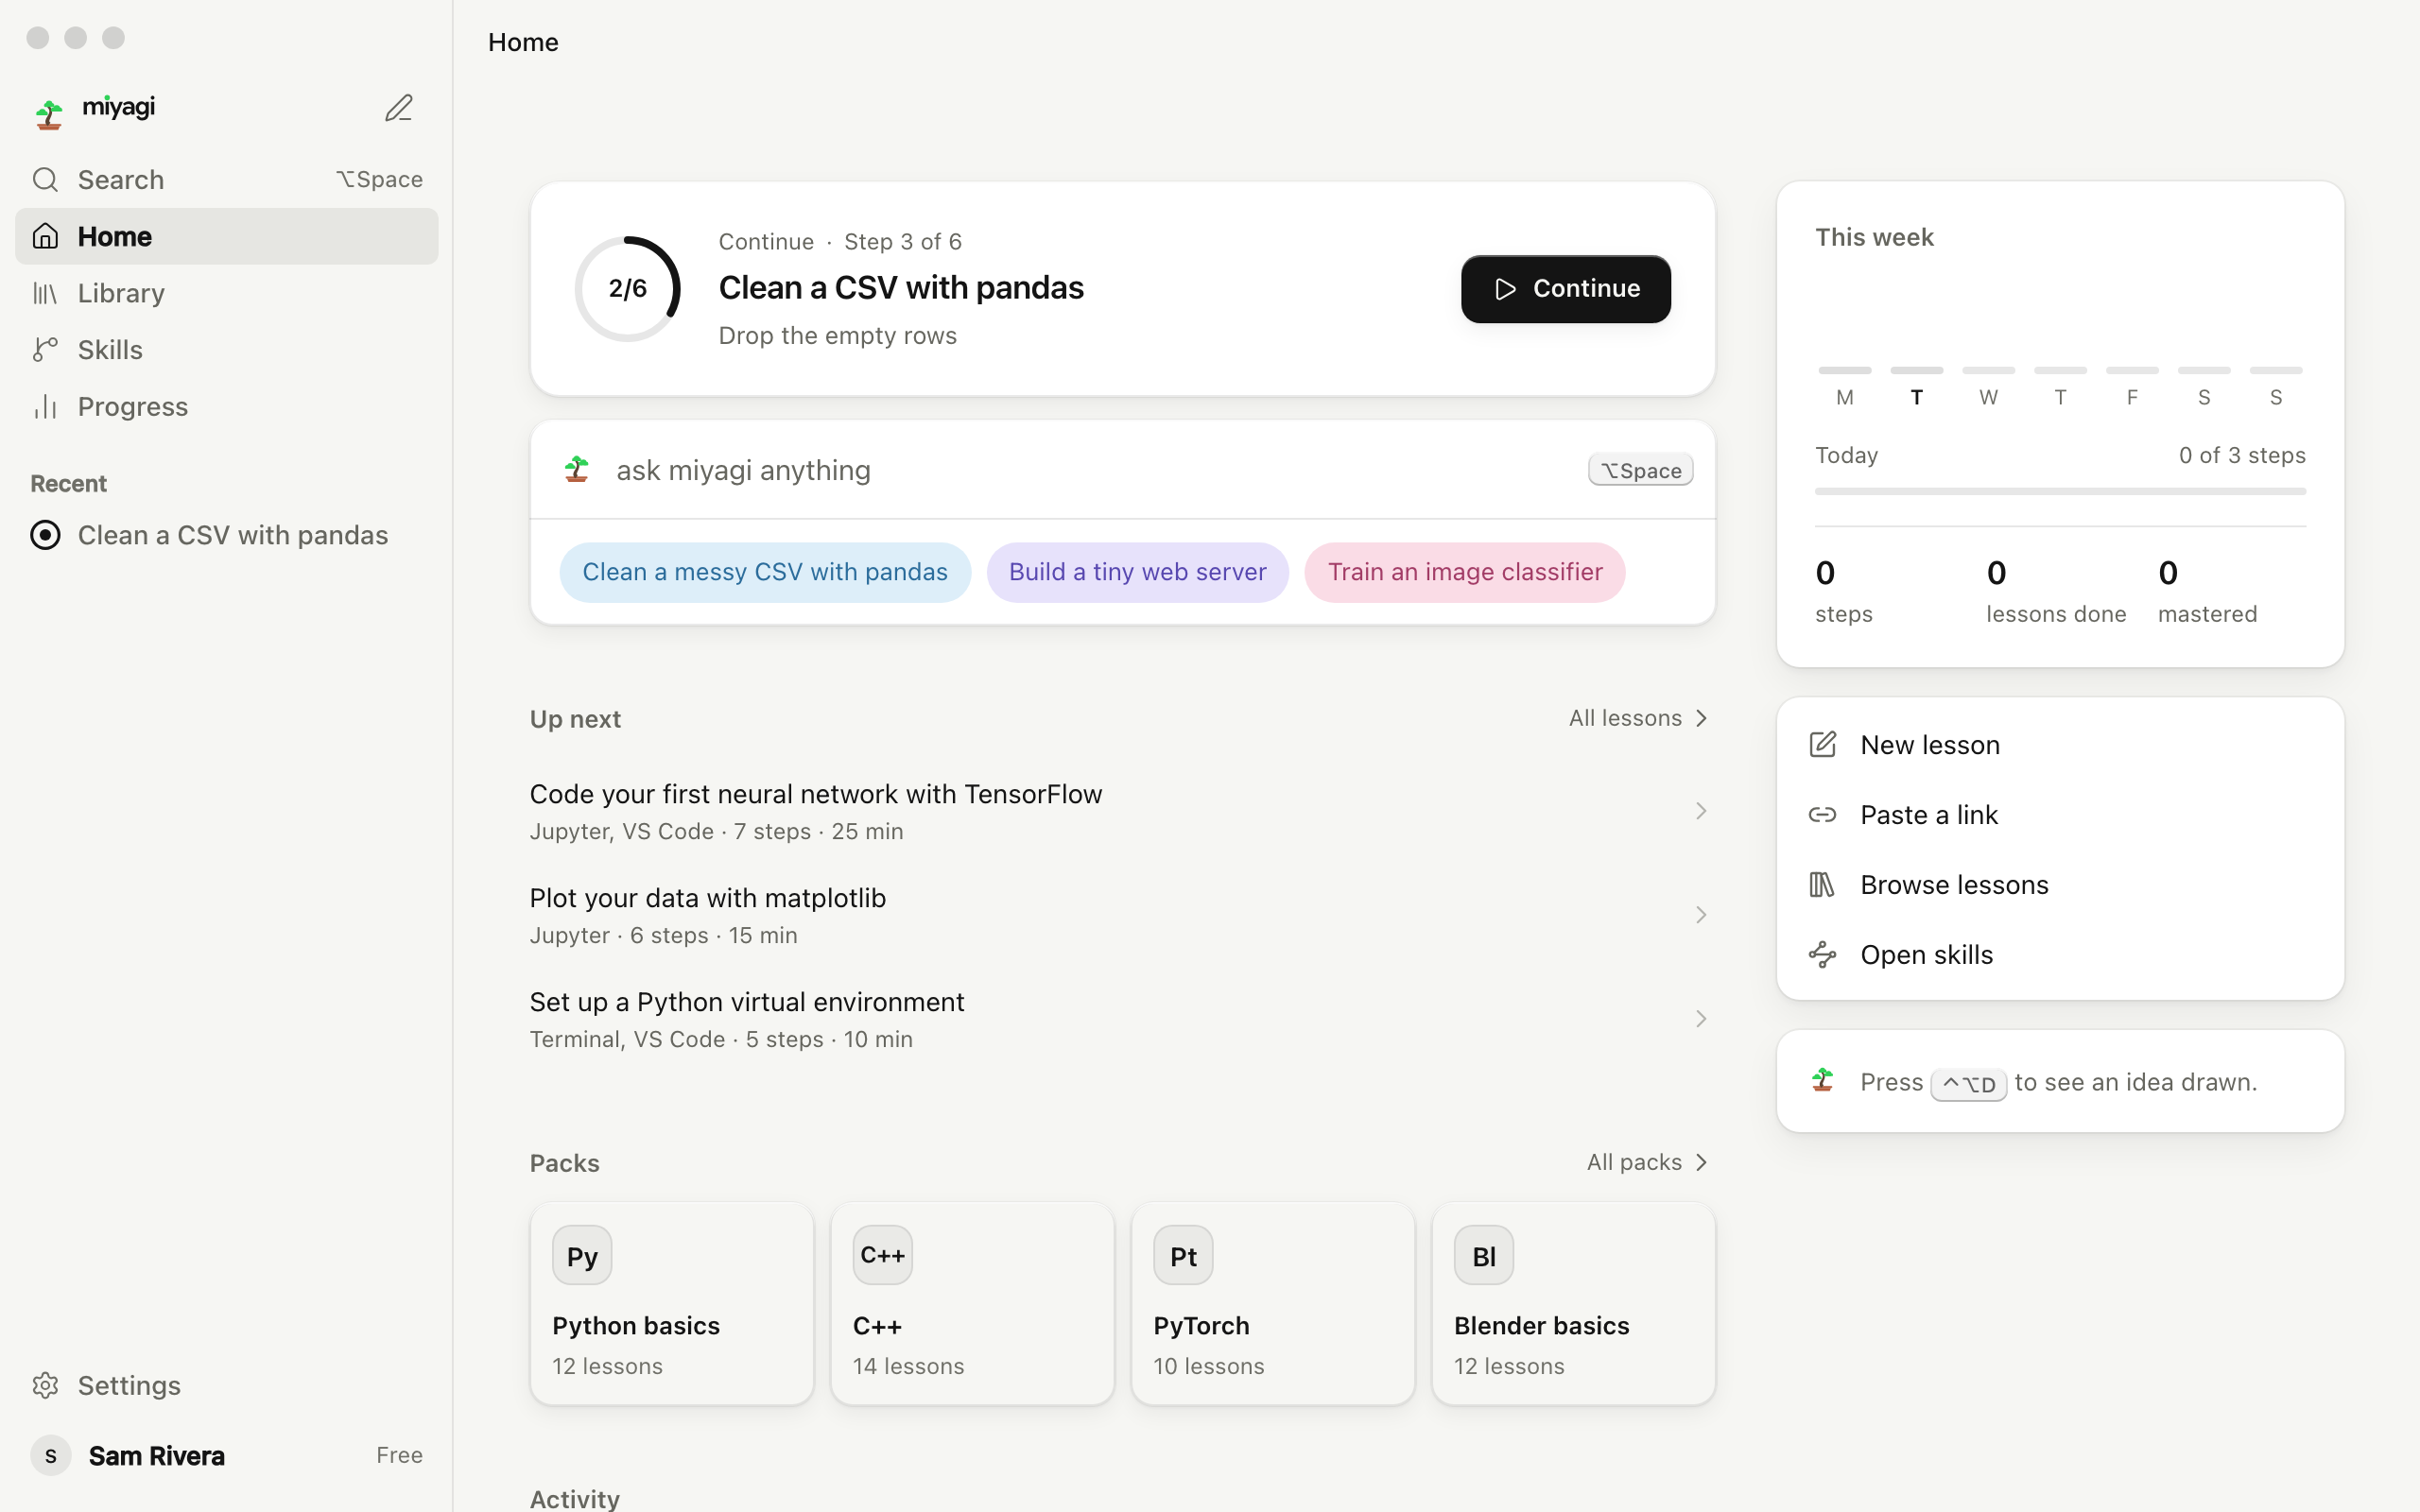 miyagi
Search ⌥Space
Home
Library
Skills
Progress
Recent
Clean a CSV with pandas
Settings
S Sam Rivera Free
Home
2/6
Continue · Step 3 of 6
Clean a CSV with pandas
Drop the empty rows
Continue
ask miyagi anything ⌥Space
Clean a messy CSV with pandas Build a tiny web server Train an image classifier
Up next All lessons
Code your first neural network with TensorFlow
Jupyter, VS Code · 7 steps · 25 min
Plot your data with matplotlib
Jupyter · 6 steps · 15 min
Set up a Python virtual environment
Terminal, VS Code · 5 steps · 10 min
Packs All packs
Py
Python basics
12 lessons
C++
C++
14 lessons
Pt
PyTorch
10 lessons
Bl
Blender basics
12 lessons
Activity
This week
M T W T F S S
Today 0 of 3 steps
0 0 0
steps lessons done mastered
New lesson
Paste a link
Browse lessons
Open skills
Press ^⌥D to see an idea drawn.